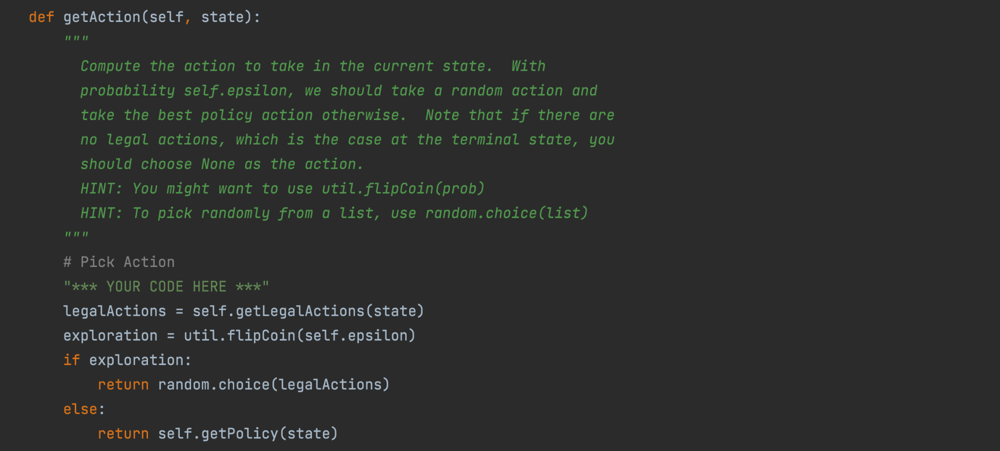 def getAction(self, state):
"""
Compute the action to take in the current state.  With
probability self.epsilon, we should take a random action and
take the best policy action otherwise.  Note that if there are
no legal actions, which is the case at the terminal state, you
should choose None as the action.
HINT: You might want to use util.flipCoin(prob)
HINT: To pick randomly from a list, use random.choice(list)
"""
# Pick Action
"*** YOUR CODE HERE ***"
legalActions = self.getLegalActions(state)
exploration = util.flipCoin(self.epsilon)
if exploration:
return random.choice(legalActions)
else:
return self.getPolicy(state)